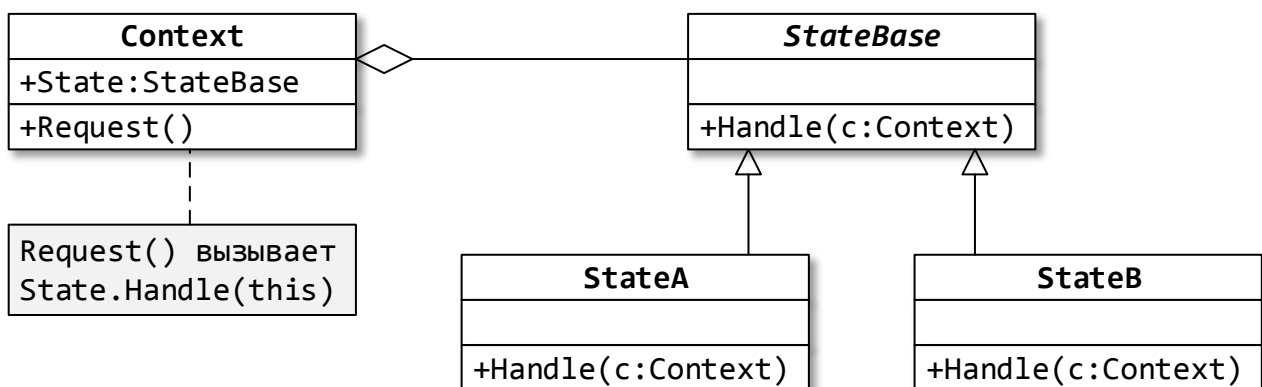 Context
+State:StateBase
+Request()
Request() вызывает
State.Handle(this)
StateBase
+Handle(c:Context)
StateA
+Handle(c:Context)
StateB
+Handle(c:Context)